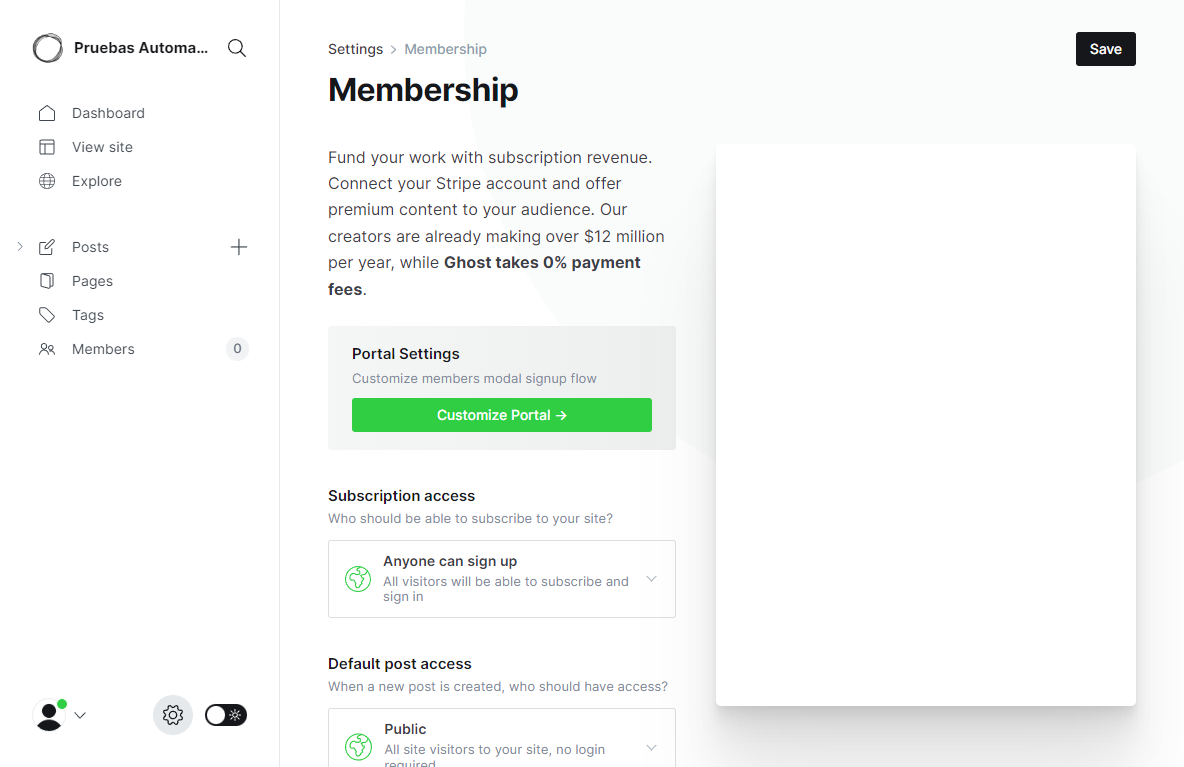 Pruebas Automa...
Dashboard
View site
Explore
Posts
Pages
Tags
Members
0
Settings
Membership
Save
Membership
Fund your work with subscription revenue.
Connect your Stripe account and offer
premium content to your audience. Our
creators are already making over $12 million
per year, while Ghost takes 0% payment
fees.
Portal Settings
Customize members modal signup flow
Customize Portal →
Subscription access
Who should be able to subscribe to your site?
Anyone can sign up
All visitors will be able to subscribe and
sign in
Default post access
When a new post is created, who should have access?
Public
All site visitors to your site, no login
required